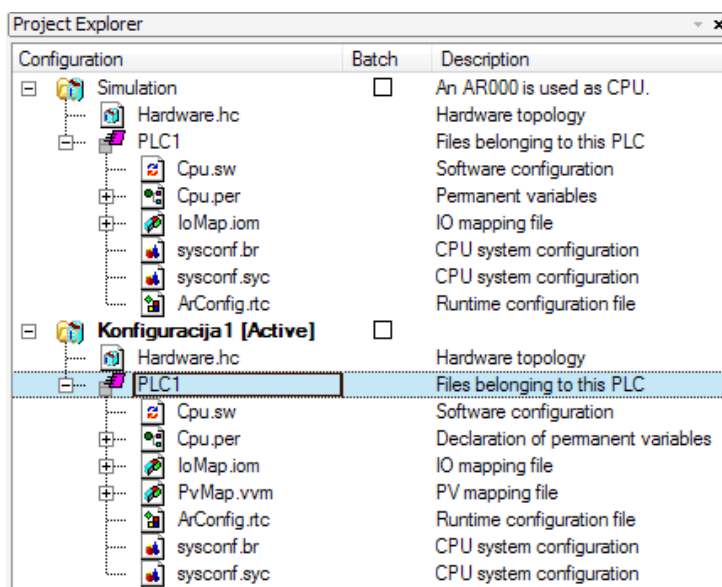 Project Explorer
Configuration Batch Description
Simulation An AR000 is used as CPU.
Hardware.hc Hardware topology
PLC1 Files belonging to this PLC
Cpu.sw Software configuration
Cpu.per Permanent variables
IoMap.iom IO mapping file
sysconf.br CPU system configuration
sysconf.syc CPU system configuration
ArConfig.rtc Runtime configuration file
Konfiguracija1 [Active]
Hardware.hc Hardware topology
PLC1 Files belonging to this PLC
Cpu.sw Software configuration
Cpu.per Declaration of permanent variables
IoMap.iom IO mapping file
PvMap.vvm PV mapping file
ArConfig.rtc Runtime configuration file
sysconf.br CPU system configuration
sysconf.syc CPU system configuration